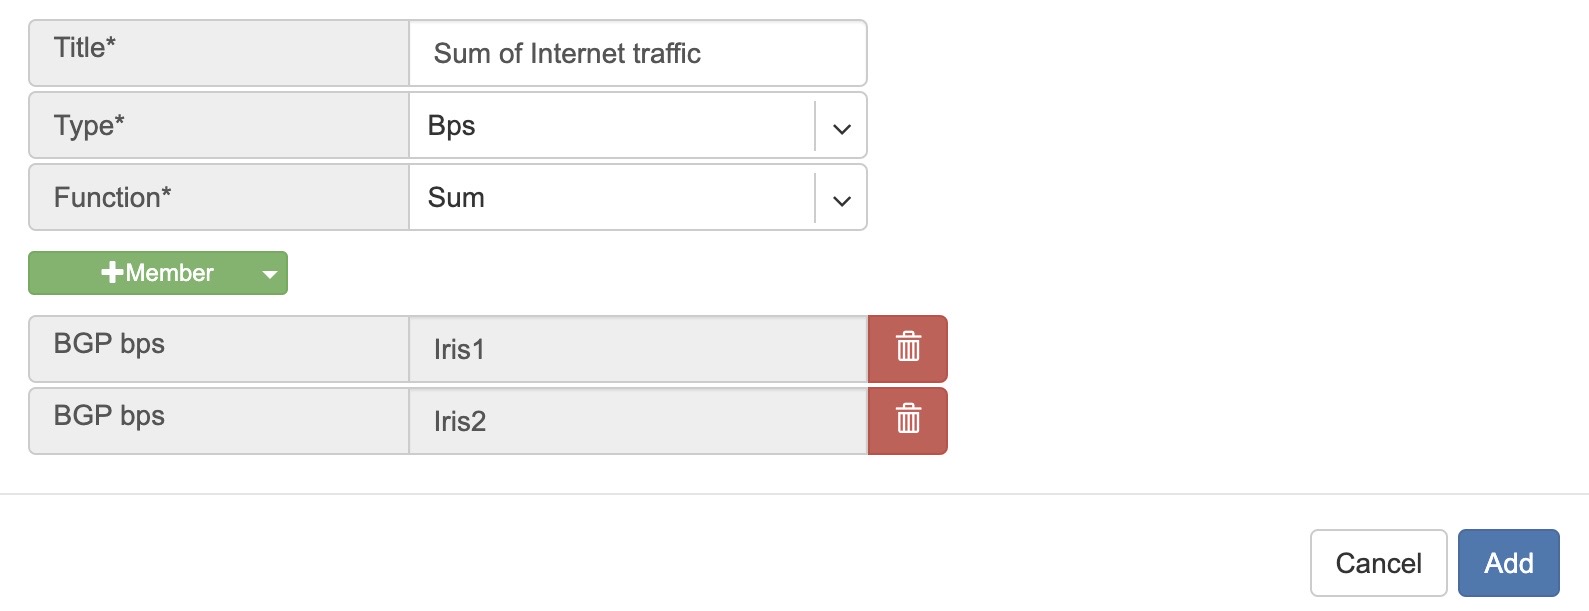 Title* Sum of Internet traffic
Type* Bps
Function* Sum
Member
BGP bps Iris1
BGP bps Iris2
Cancel Add